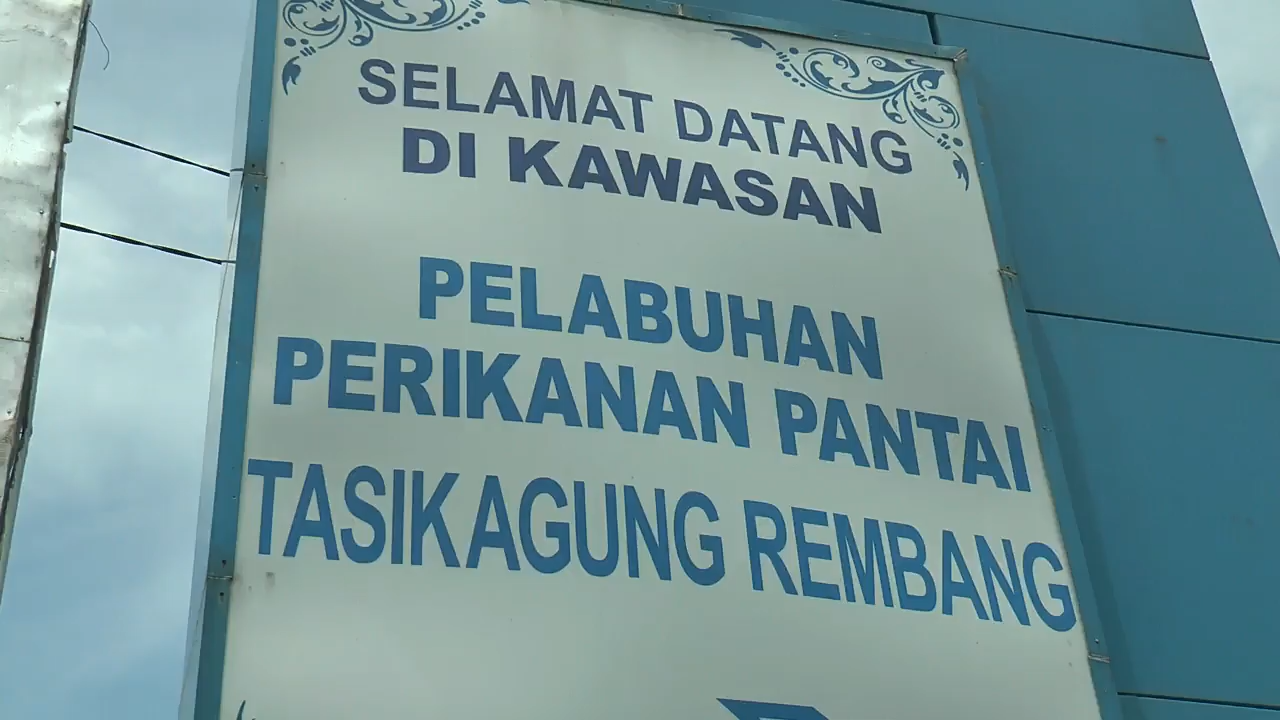 SELAMAT DATANG
DI KAWASAN
PELABUHAN
PERIKANAN PANTAI
TASIKAGUNG REMBANG